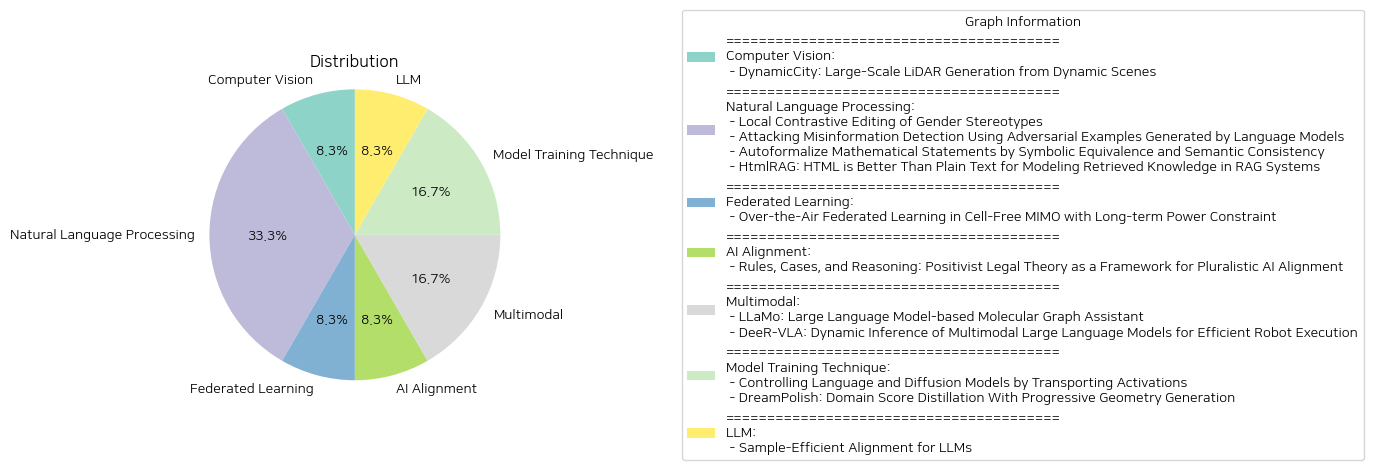 Distribution
Computer Vision
LLM
Model Training Technique
Natural Language Processing
Multimodal
Federated Learning
AI Alignment
8.3%
8.3%
16.7%
33.3%
16.7%
8.3%
8.3%
Graph Information
========================================
Computer Vision:
- DynamicCity: Large-Scale LiDAR Generation from Dynamic Scenes
========================================
Natural Language Processing:
- Local Contrastive Editing of Gender Stereotypes
- Attacking Misinformation Detection Using Adversarial Examples Generated by Language Models
- Autoformalize Mathematical Statements by Symbolic Equivalence and Semantic Consistency
- HtmlRAG: HTML is Better Than Plain Text for Modeling Retrieved Knowledge in RAG Systems
========================================
Federated Learning:
- Over-the-Air Federated Learning in Cell-Free MIMO with Long-term Power Constraint
========================================
AI Alignment:
- Rules, Cases, and Reasoning: Positivist Legal Theory as a Framework for Pluralistic AI Alignment
========================================
Multimodal:
- LLaMo: Large Language Model-based Molecular Graph Assistant
- DeeR-VLA: Dynamic Inference of Multimodal Large Language Models for Efficient Robot Execution
========================================
Model Training Technique:
- Controlling Language and Diffusion Models by Transporting Activations
- DreamPolish: Domain Score Distillation With Progressive Geometry Generation
========================================
LLM:
- Sample-Efficient Alignment for LLMs